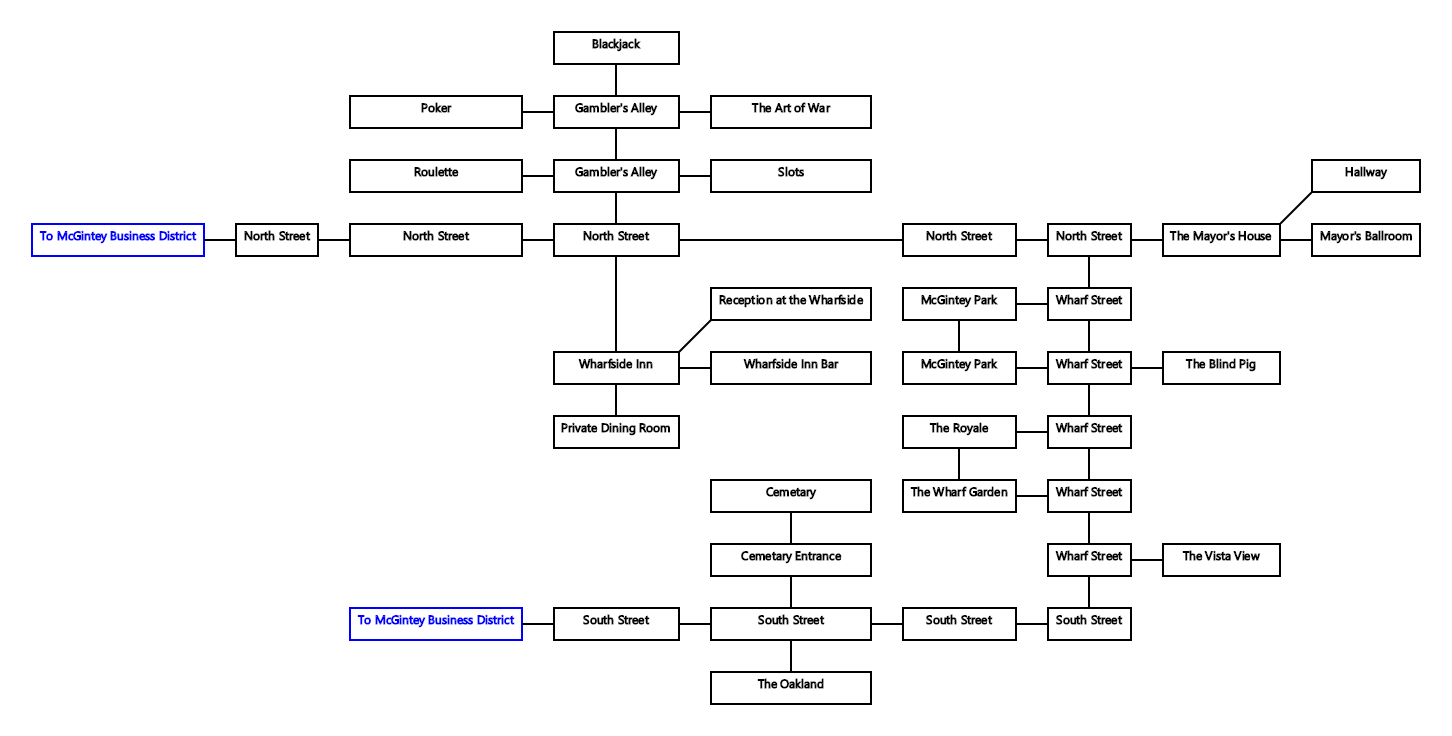 Blackjack
Poker
Gambler's Alley
The Art of War
Roulette
Gambler's Alley
Slots
Hallway
To McGintey Business District
North Street
North Street
North Street
North Street
North Street
The Mayor's House
Mayor's Ballroom
Reception at the Wharfside
McGintey Park
Wharf Street
Wharfside Inn
Wharfside Inn Bar
McGintey Park
Wharf Street
The Blind Pig
Private Dining Room
The Royale
Wharf Street
Cemetary
The Wharf Garden
Wharf Street
Cemetary Entrance
Wharf Street
The Vista View
To McGintey Business District
South Street
South Street
South Street
South Street
The Oakland